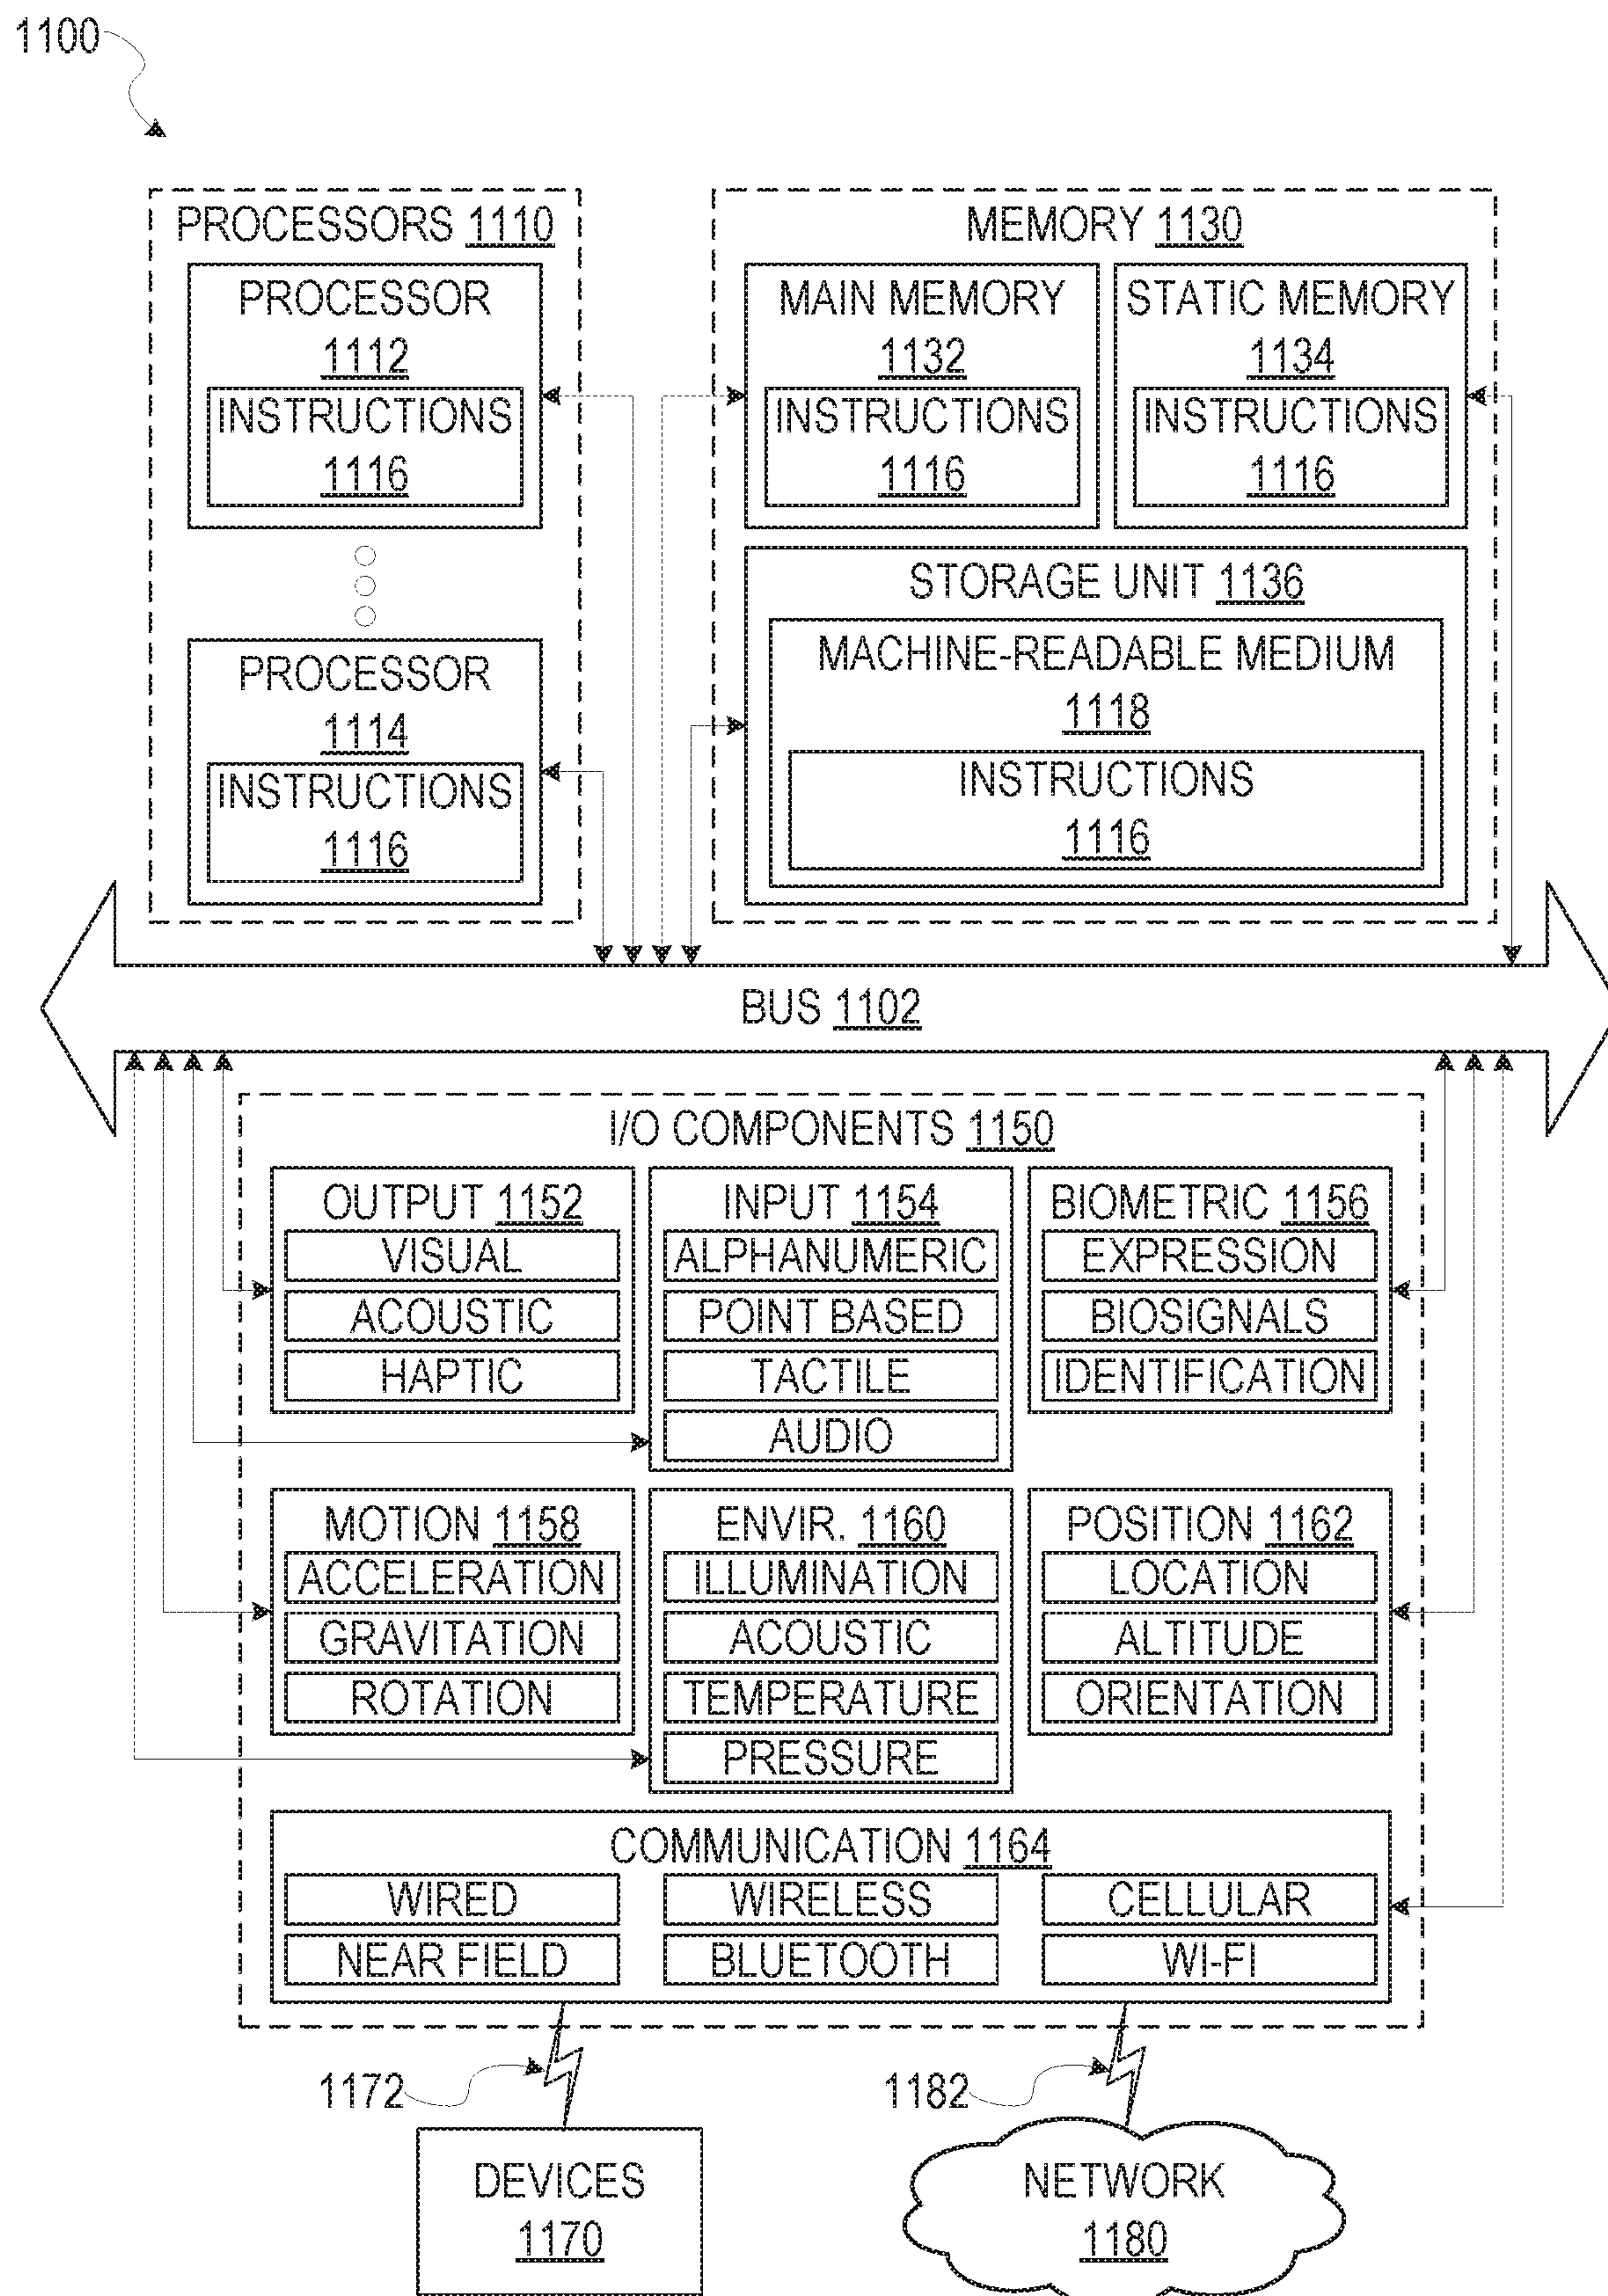 1100
PROCESSORS 1110
PROCESSOR
1112
INSTRUCTIONS
1116
PROCESSOR
1114
INSTRUCTIONS
1116
MEMORY 1130
MAIN MEMORY
1132
INSTRUCTIONS
1116
STATIC MEMORY
1134
INSTRUCTIONS
1116
STORAGE UNIT 1136
MACHINE-READABLE MEDIUM
1118
INSTRUCTIONS
1116
BUS 1102
I/O COMPONENTS 1150
OUTPUT 1152
VISUAL
ACOUSTIC
HAPTIC
INPUT 1154
ALPHANUMERIC
POINT BASED
TACTILE
AUDIO
BIOMETRIC 1156
EXPRESSION
BIOSIGNALS
IDENTIFICATION
MOTION 1158
ACCELERATION
GRAVITATION
ROTATION
ENVIR. 1160
ILLUMINATION
ACOUSTIC
TEMPERATURE
PRESSURE
POSITION 1162
LOCATION
ALTITUDE
ORIENTATION
COMMUNICATION 1164
WIRED
WIRELESS
CELLULAR
NEAR FIELD
BLUETOOTH
WI-FI
1172
1182
DEVICES
1170
NETWORK
1180